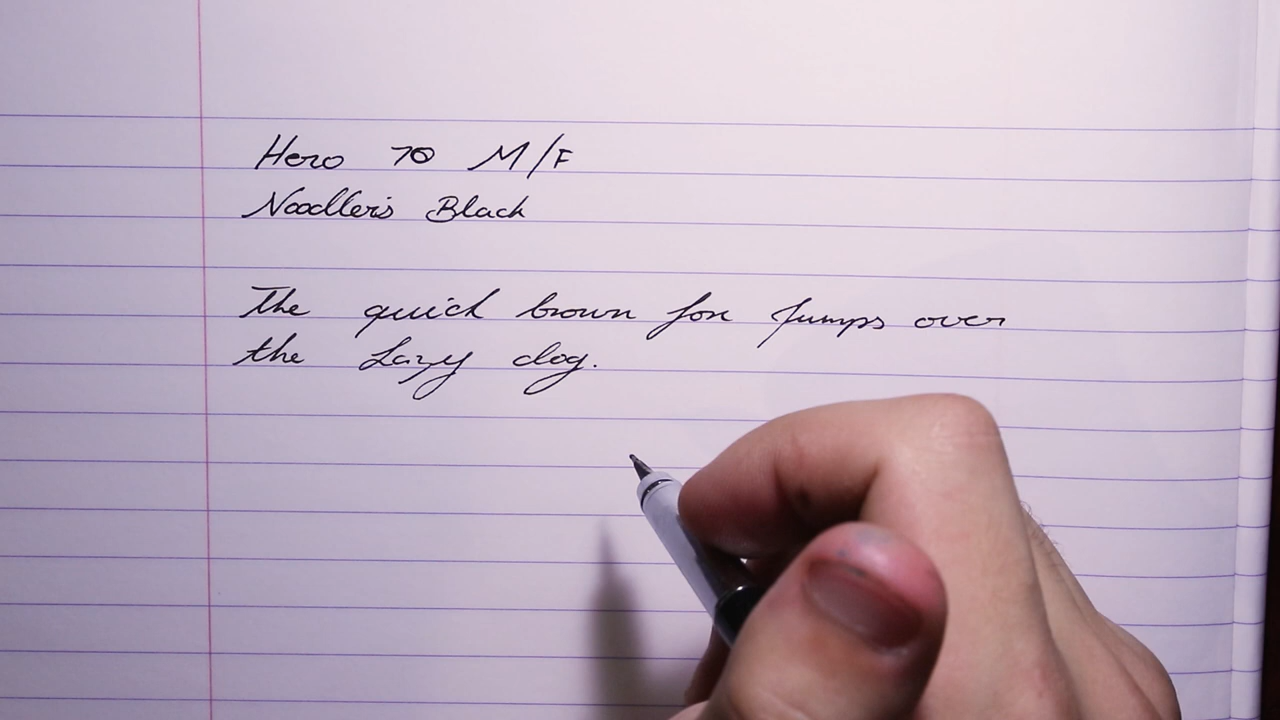 Hero 70 M/F
Noodler's Black
The quick brown fox jumps over
the Lazy dog.